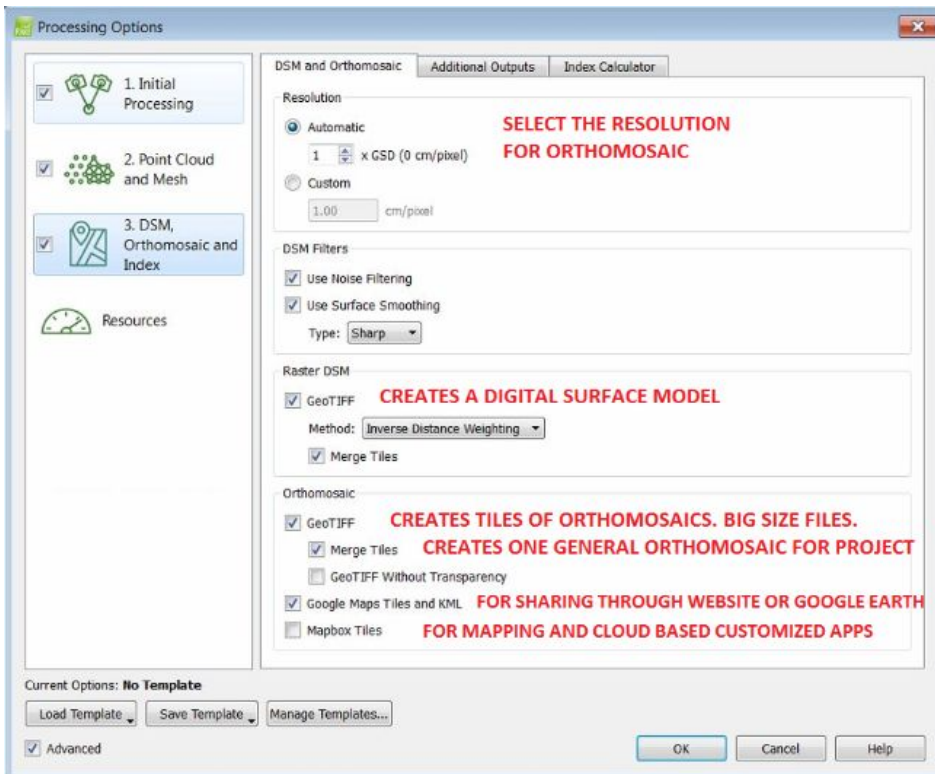 Processing Options
1. Initial
Processing
2. Point Cloud
and Mesh
3. DSM,
Orthomosaic and
Index
Resources
DSM and Orthomosaic
Additional Outputs
Index Calculator
Resolution
Automatic
SELECT THE RESOLUTION
FOR ORTHOMOSAIC
1 x GSD (0 cm/pixel)
Custom
1.00 cm/pixel
DSM Filters
Use Noise Filtering
Use Surface Smoothing
Type: Sharp
Raster DSM
GeoTIFF CREATES A DIGITAL SURFACE MODEL
Method: Inverse Distance Weighting
Merge Tiles
Orthomosaic
GeoTIFF CREATES TILES OF ORTHOMOSAICS. BIG SIZE FILES.
Merge Tiles CREATES ONE GENERAL ORTHOMOSAIC FOR PROJECT
GeoTIFF Without Transparency
Google Maps Tiles and KML FOR SHARING THROUGH WEBSITE OR GOOGLE EARTH
Mapbox Tiles FOR MAPPING AND CLOUD BASED CUSTOMIZED APPS
Current Options: No Template
Load Template Save Template Manage Templates...
Advanced
OK Cancel Help